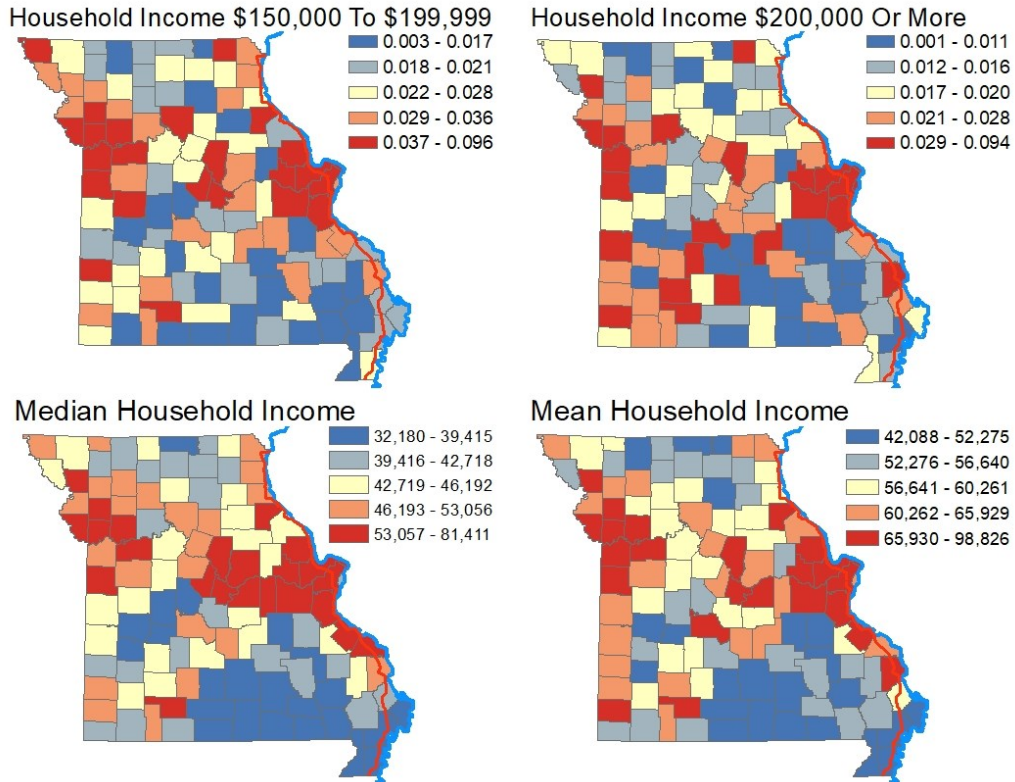 Household Income $150,000 To $199,999
0.003 - 0.017
0.018 - 0.021
0.022 - 0.028
0.029 - 0.036
0.037 - 0.096
Household Income $200,000 Or More
0.001 - 0.011
0.012 - 0.016
0.017 - 0.020
0.021 - 0.028
0.029 - 0.094
Median Household Income
32,180 - 39,415
39,416 - 42,718
42,719 - 46,192
46,193 - 53,056
53,057 - 81,411
Mean Household Income
42,088 - 52,275
52,276 - 56,640
56,641 - 60,261
60,262 - 65,929
65,930 - 98,826